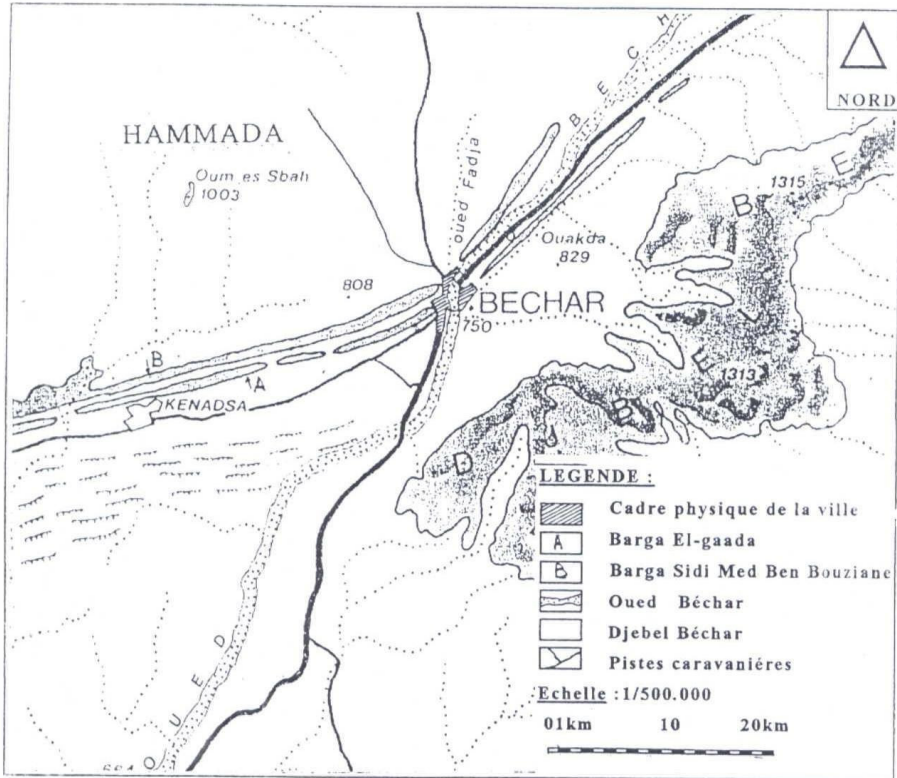 NORD
HAMMADA
Oum es Sbah
1003
oued Fadja
B E C H
1315
D J E B E L
Ouakda
829
808
BECHAR
750
B
A
KENADSA
1313
O U E D
LEGENDE :
Cadre physique de la ville
A Barga El-gaada
B Barga Sidi Med Ben Bouziane
Oued Béchar
Djebel Béchar
Pistes caravaniéres
Echelle :1/500.000
01km 10 20km